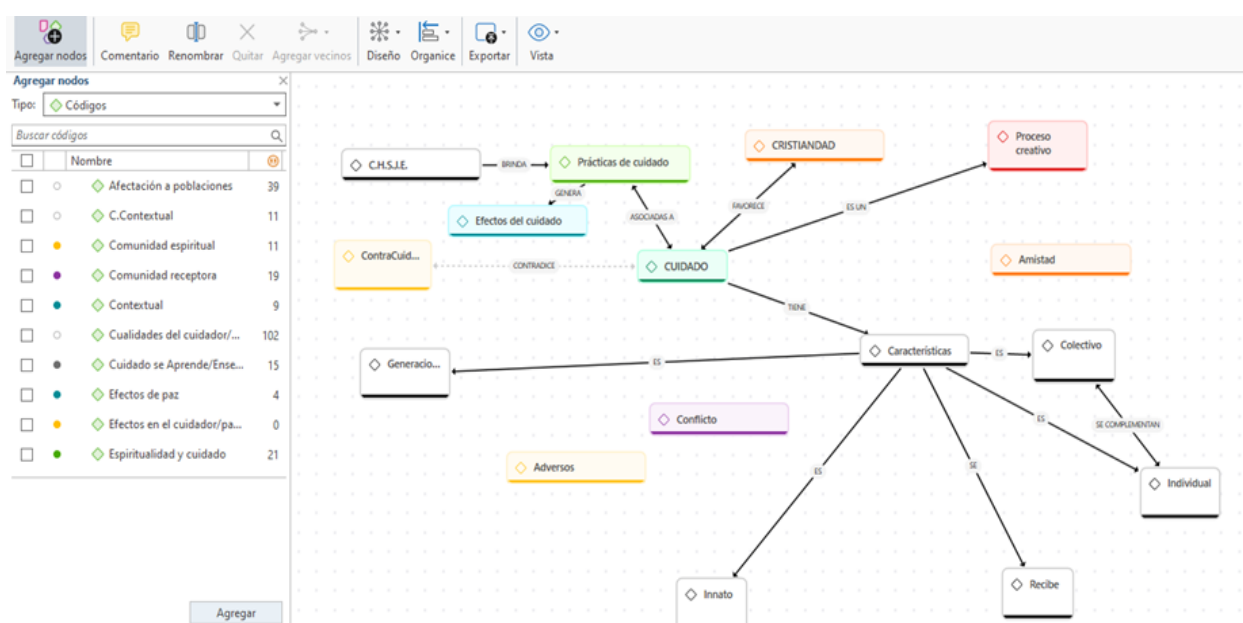 Agregar nodos
Comentario
Renombrar
Quitar
Agregar vecinos
Diseño
Organice
Exportar
Vista
Agregar nodos
Tipo:
Códigos
Buscar códigos
Nombre
Afectación a poblaciones 39
C.Contextual 11
Comunidad espiritual 11
Comunidad receptora 19
Contextual 9
Cualidades del cuidador/... 102
Cuidado se Aprende/Ense... 15
Efectos de paz 4
Efectos en el cuidador/pa... 0
Espiritualidad y cuidado 21
Agregar
C.H.S.J.E.
BRINDA
Prácticas de cuidado
CRISTIANDAD
Proceso
creativo
GENERA
Efectos del cuidado
ASOCIADAS A
FAVORECE
ES UN
ContraCuid...
CONTRADICE
CUIDADO
Amistad
TIENE
Generacio...
ES
Características
ES
Colectivo
Conflicto
ES
SE COMPLEMENTAN
Adversos
ES
SE
Individual
Innato
Recibe